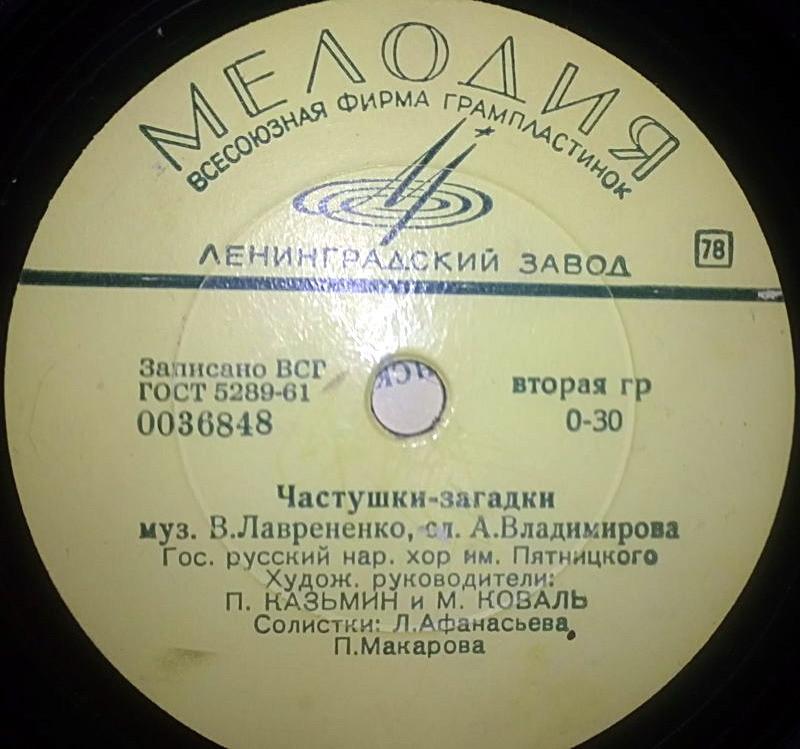 МЕЛОДИЯ
ВСЕСОЮЗНАЯ ФИРМА ГРАМПЛАСТИНОК
ЛЕНИНГРАДСКИЙ ЗАВОД
78
Записано ВСГ
ГОСТ 5289-61
0036848
вторая гр
0-30
Частушки-загадки
муз. В.Лаврененко, сл. А.Владимирова
Гос. русский нар. хор им. Пятницкого
Худож. руководители:
П. КАЗЬМИН и М. КОВАЛЬ
Солистки: Л.Афанасьева,
П.Макарова